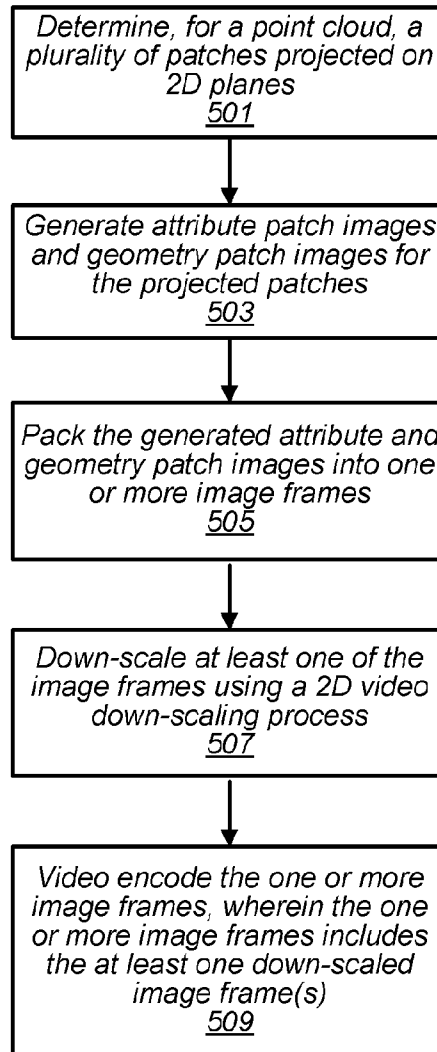 Determine, for a point cloud, a
plurality of patches projected on
2D planes
501
Generate attribute patch images
and geometry patch images for
the projected patches
503
Pack the generated attribute and
geometry patch images into one
or more image frames
505
Down-scale at least one of the
image frames using a 2D video
down-scaling process
507
Video encode the one or more
image frames, wherein the one
or more image frames includes
the at least one down-scaled
image frame(s)
509